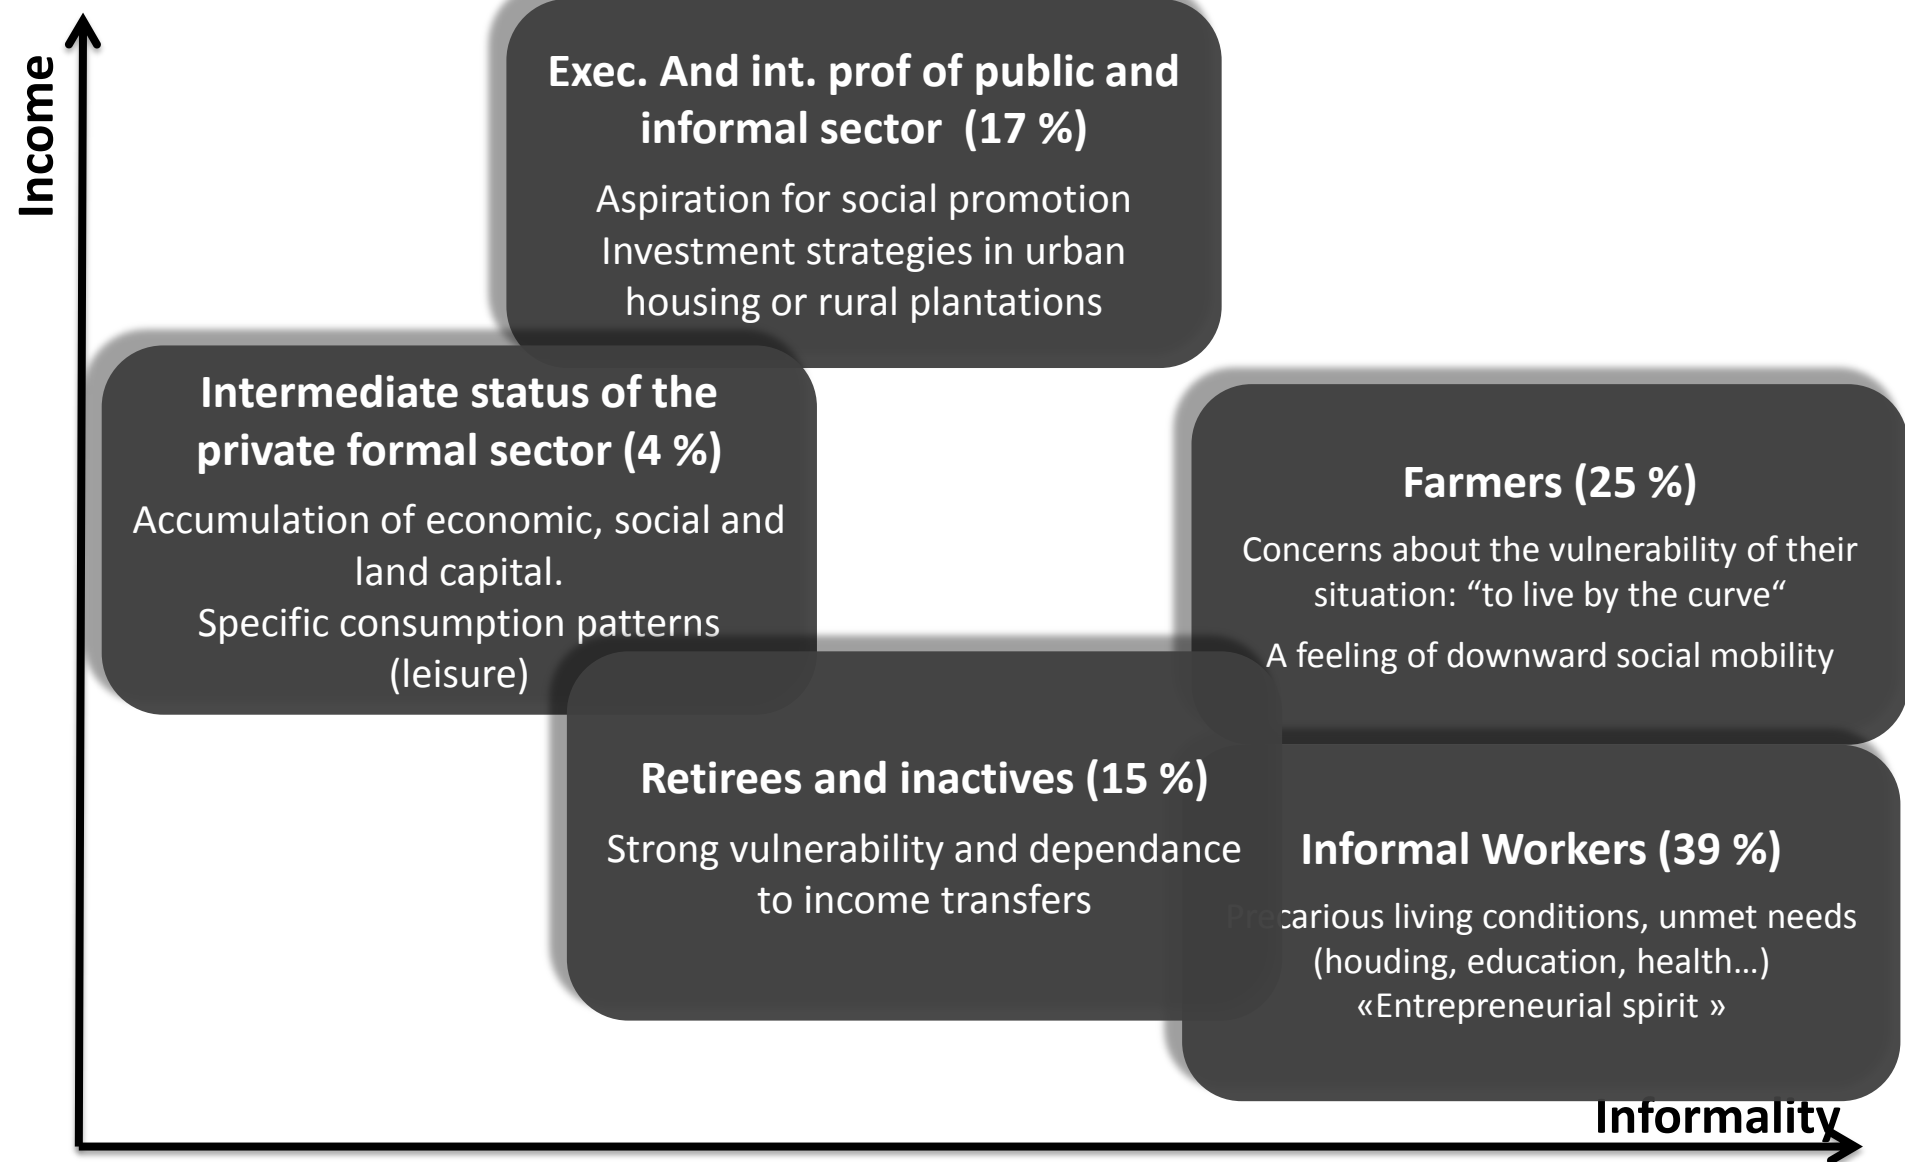 Income
Exec. And int. prof of public and
informal sector (17 %)
Aspiration for social promotion
Investment strategies in urban
housing or rural plantations
Intermediate status of the
private formal sector (4 %)
Accumulation of economic, social and
land capital.
Specific consumption patterns
(leisure)
Farmers (25 %)
Concerns about the vulnerability of their
situation: “to live by the curve“
A feeling of downward social mobility
Retirees and inactives (15 %)
Strong vulnerability and dependance
to income transfers
Informal Workers (39 %)
Precarious living conditions, unmet needs
(houding, education, health…)
«Entrepreneurial spirit »
Informality